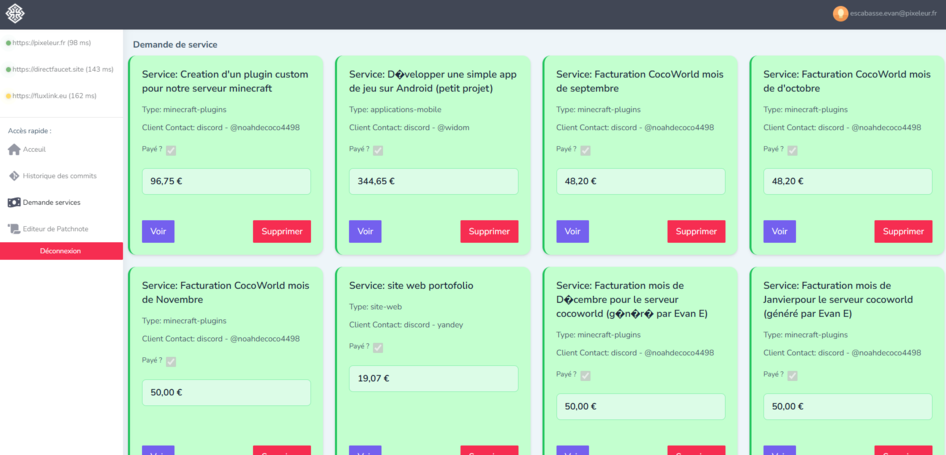 escabasse.evan@pixeleur.fr
https://pixeleur.fr (98 ms)
https://directfaucet.site (143 ms)
https://fluxlink.eu (162 ms)
Accès rapide :
Acceuil
Historique des commits
Demande services
Editeur de Patchnote
Déconnexion
Demande de service
Service: Creation d'un plugin custom
pour notre serveur minecraft
Type: minecraft-plugins
Client Contact: discord - @noahdecoco4498
Payé ?
96,75 €
Voir
Supprimer
Service: D�velopper une simple app
de jeu sur Android (petit projet)
Type: applications-mobile
Client Contact: discord - @widom
Payé ?
344,65 €
Voir
Supprimer
Service: Facturation CocoWorld mois
de septembre
Type: minecraft-plugins
Client Contact: discord - @noahdecoco4498
Payé ?
48,20 €
Voir
Supprimer
Service: Facturation CocoWorld mois
de d'octobre
Type: minecraft-plugins
Client Contact: discord - @noahdecoco4498
Payé ?
48,20 €
Voir
Supprimer
Service: Facturation CocoWorld mois
de Novembre
Type: minecraft-plugins
Client Contact: discord - @noahdecoco4498
Payé ?
50,00 €
Voir
Supprimer
Service: site web portofolio
Type: site-web
Client Contact: discord - yandey
Payé ?
19,07 €
Voir
Supprimer
Service: Facturation mois de
D�cembre pour le serveur
cocoworld (g�n�r� par Evan E)
Type: minecraft-plugins
Client Contact: discord - @noahdecoco4498
Payé ?
50,00 €
Voir
Supprimer
Service: Facturation mois de
Janvierpour le serveur cocoworld
(généré par Evan E)
Type: minecraft-plugins
Client Contact: discord - @noahdecoco4498
Payé ?
50,00 €
Voir
Supprimer